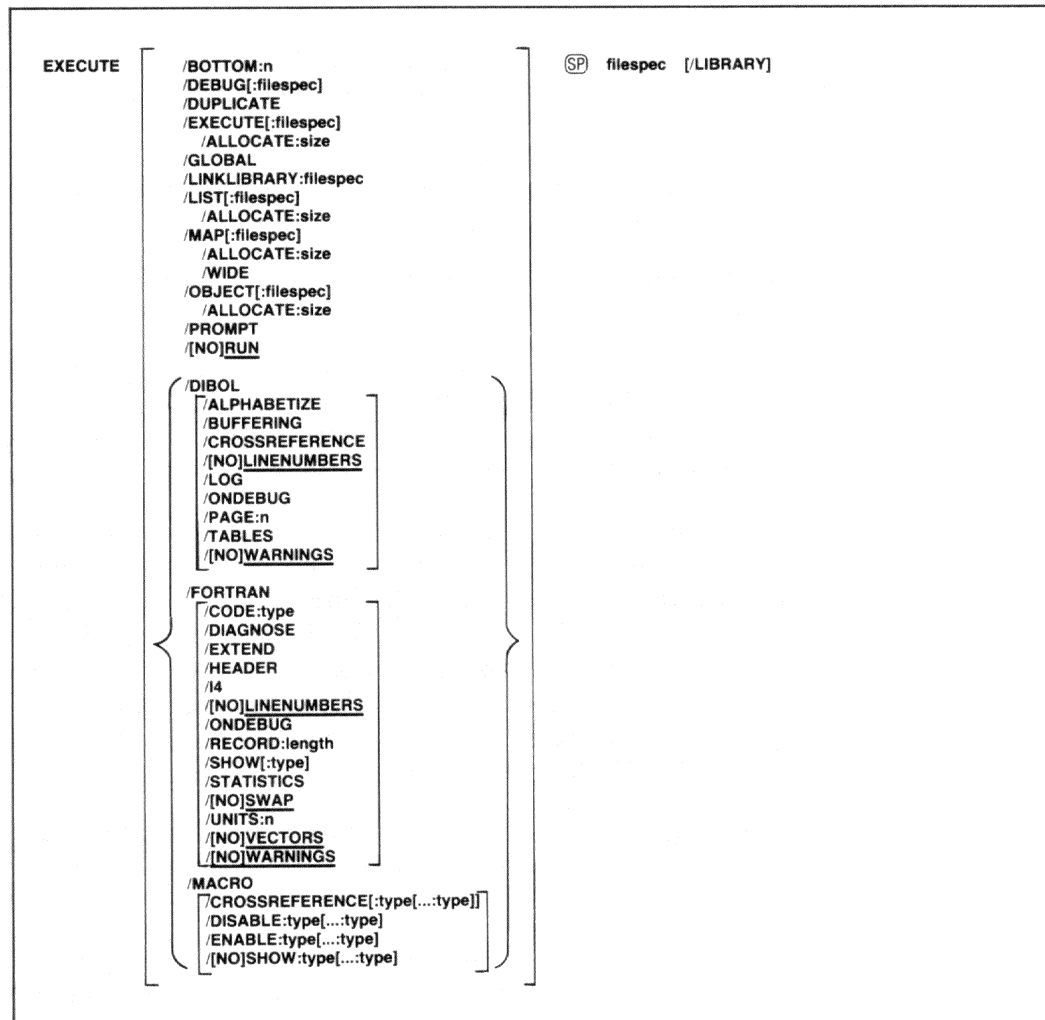 EXECUTE /BOTTOM:n SP filespec [/LIBRARY]
/DEBUG[:filespec]
/DUPLICATE
/EXECUTE[:filespec]
/ALLOCATE:size
/GLOBAL
/LINKLIBRARY:filespec
/LIST[:filespec]
/ALLOCATE:size
/MAP[:filespec]
/ALLOCATE:size
/WIDE
/OBJECT[:filespec]
/ALLOCATE:size
/PROMPT
/[NO]RUN
/DIBOL
/ALPHABETIZE
/BUFFERING
/CROSSREFERENCE
/[NO]LINENUMBERS
/LOG
/ONDEBUG
/PAGE:n
/TABLES
/[NO]WARNINGS
/FORTRAN
/CODE:type
/DIAGNOSE
/EXTEND
/HEADER
/I4
/[NO]LINENUMBERS
/ONDEBUG
/RECORD:length
/SHOW[:type]
/STATISTICS
/[NO]SWAP
/UNITS:n
/[NO]VECTORS
/[NO]WARNINGS
/MACRO
/CROSSREFERENCE[:type[...:type]]
/DISABLE:type[...:type]
/ENABLE:type[...:type]
/[NO]SHOW:type[...:type]